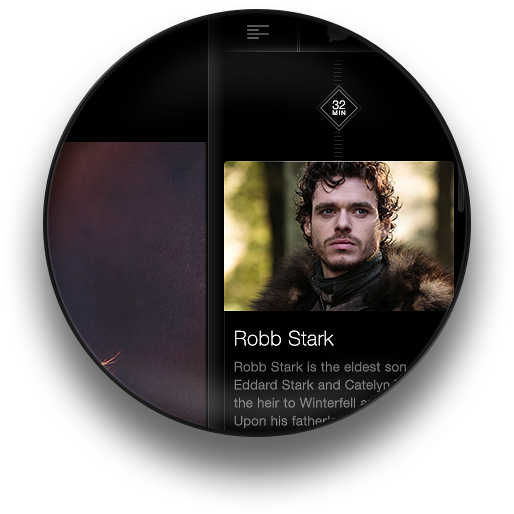 32
MIN
Robb Stark
Robb Stark is the eldest son
Eddard Stark and Catelyn
the heir to Winterfell
Upon his father's